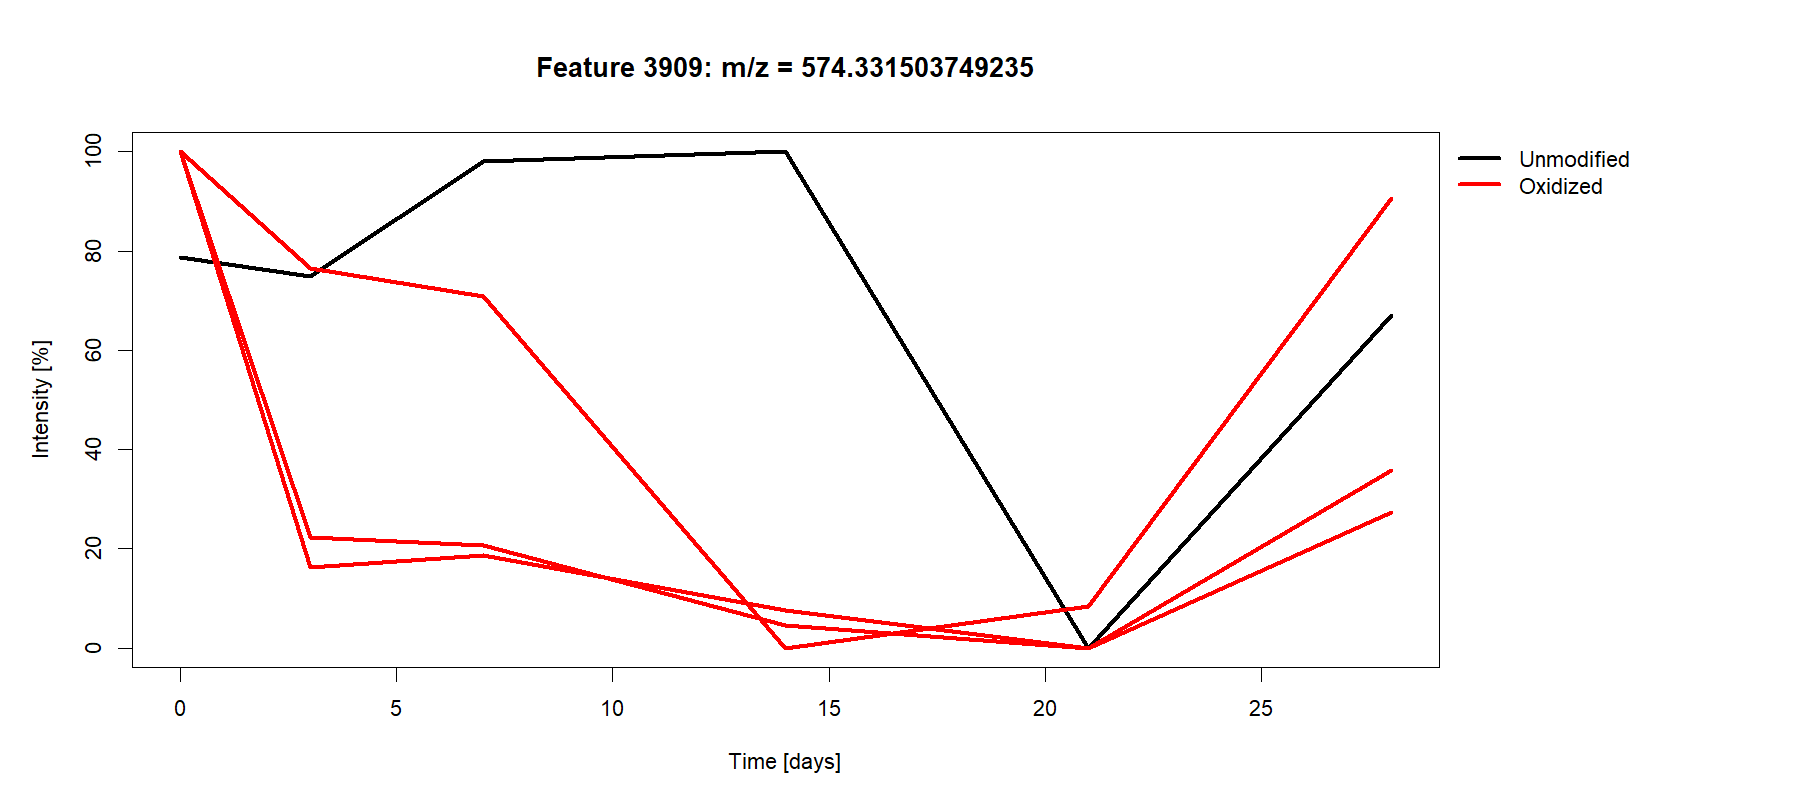 Feature 3909: m/z = 574.331503749235
Unmodified
Oxidized
Intensity [%]
100
80
60
40
20
0
0 5 10 15 20 25
Time [days]